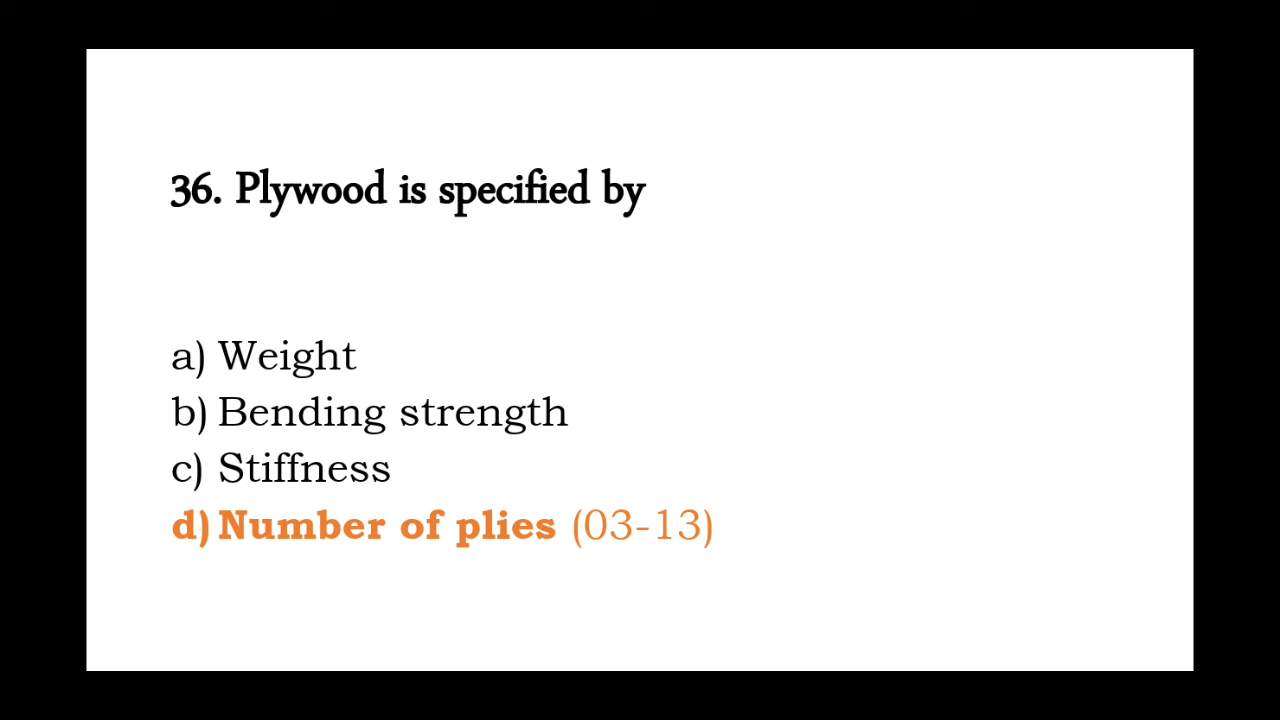 36. Plywood is specified by
a) Weight
b) Bending strength
c) Stiffness
d) Number of plies (03-13)